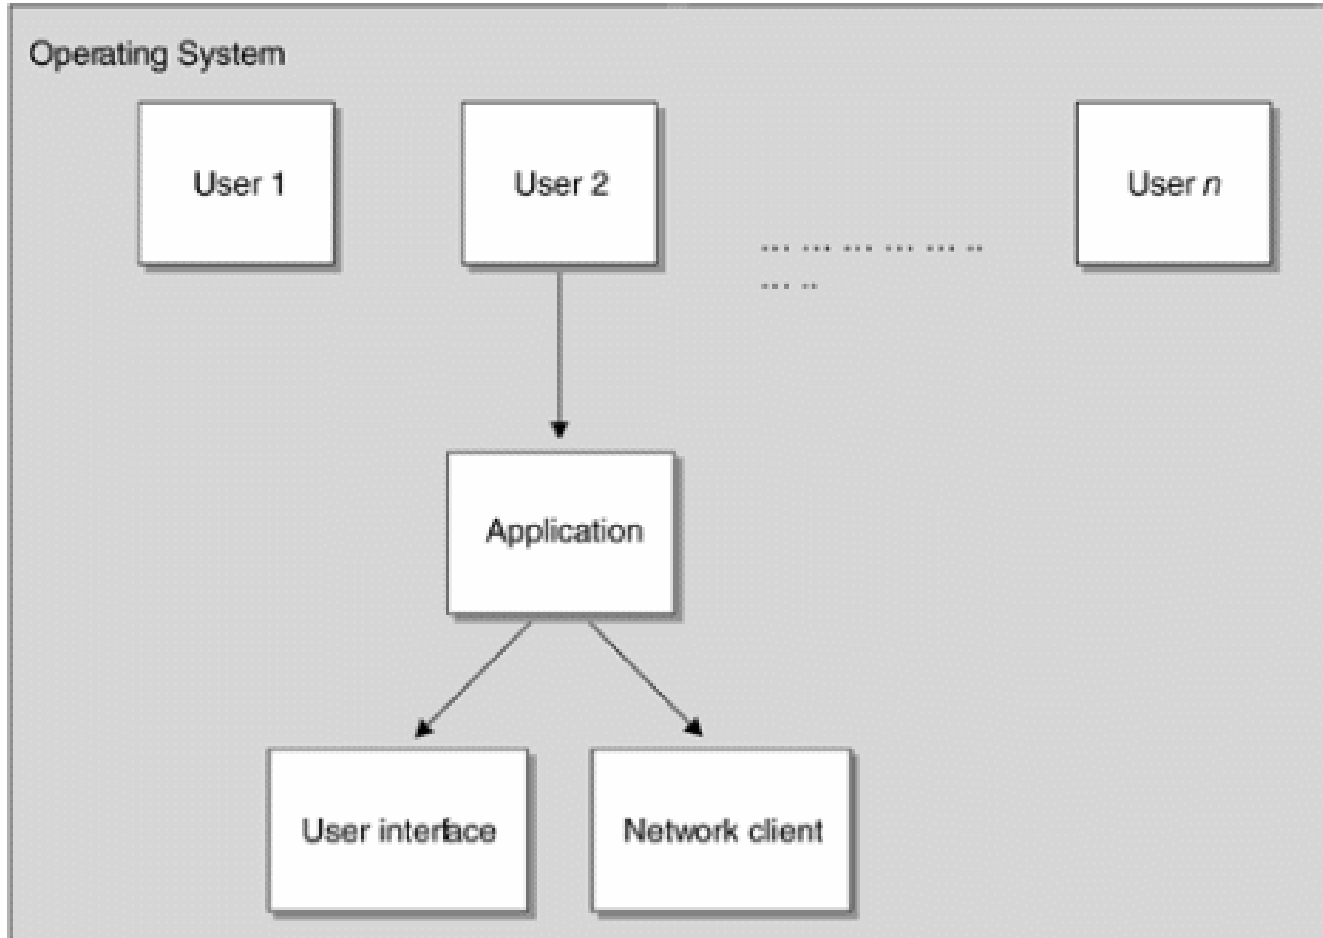 Operating System
User 1
User 2
User n
... ... ... ... ... ..
... ..
Application
User interface
Network client